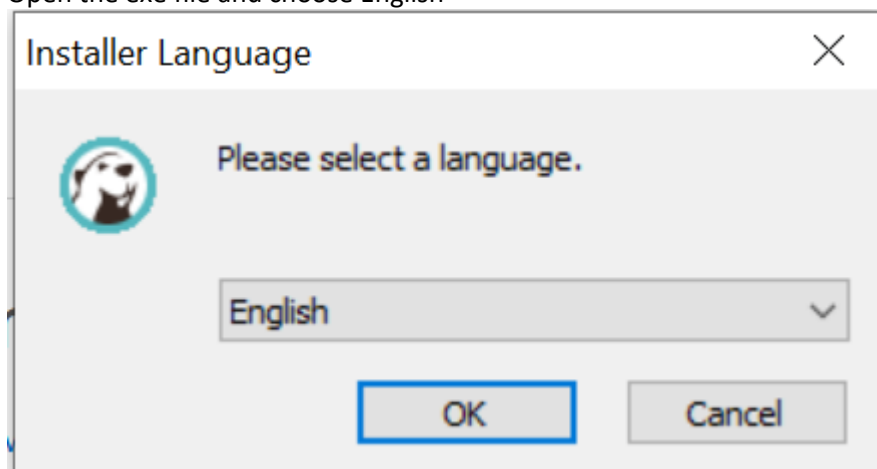 Open the exe file and choose English
Installer Language
Please select a language.
English
OK
Cancel